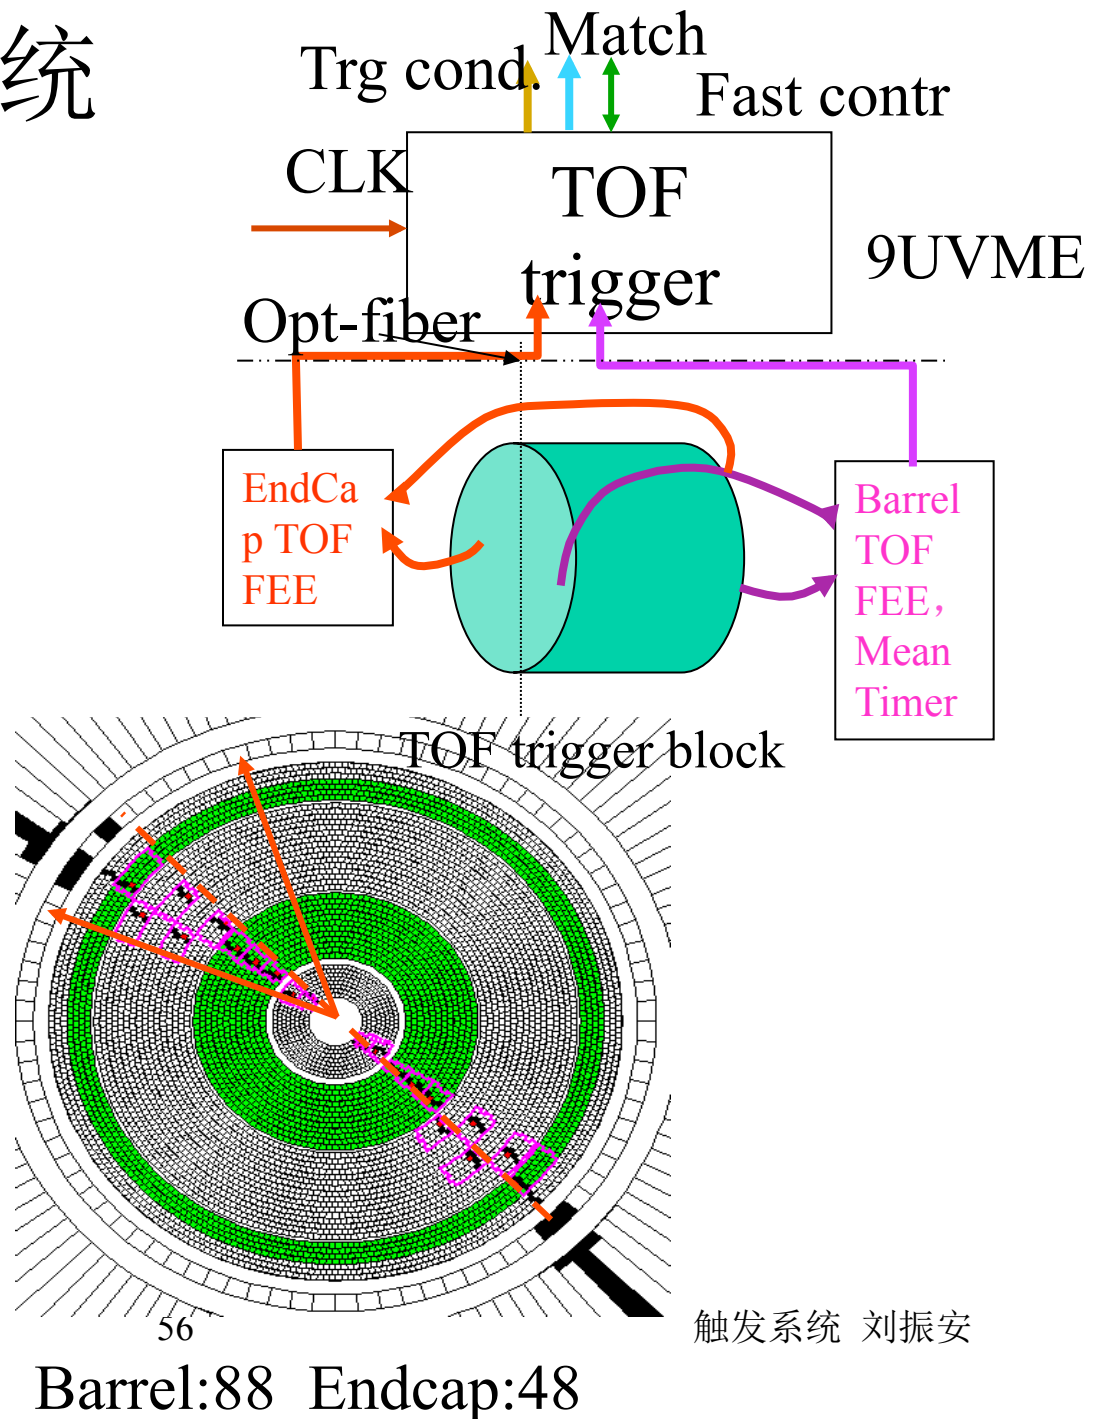 统
Match
Trg cond.
Fast contr
CLK
TOF
trigger
9UVME
Opt-fiber
EndCa
p TOF
FEE
Barrel
TOF
FEE，
Mean
Timer
TOF trigger block
56
触发系统 刘振安
Barrel:88 Endcap:48